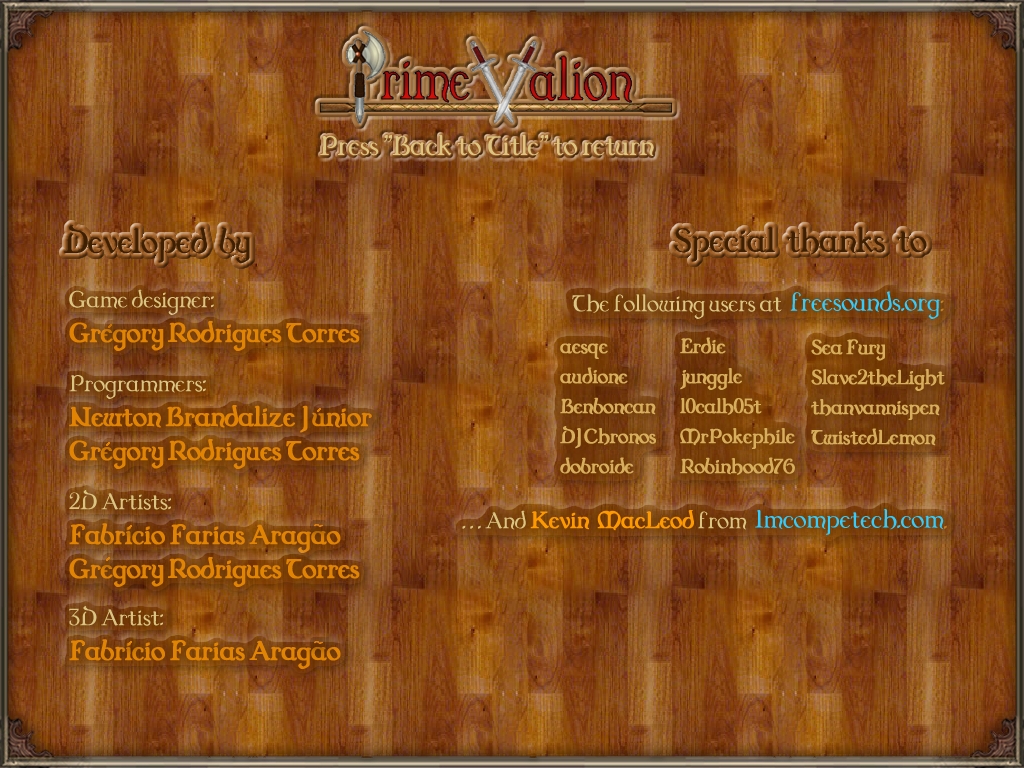 Prime Valion
Press "Back to Title" to return
Developed by
Game designer:
Grégory Rodrigues Torres
Programmers:
Newton Brandalize Júnior
Grégory Rodrigues Torres
2D Artists:
Fabrício Farias Aragão
Grégory Rodrigues Torres
3D Artist:
Fabrício Farias Aragão
Special thanks to
The following users at freesounds.org:
aesqe
audione
Benboncan
DJ Chronos
dobroide
Erdie
junggle
l0calh05t
MrPokephile
Robinhood76
Sea Fury
Slave2theLight
thanvannispen
TwistedLemon
...And Kevin MacLeod from Imcompetech.com.